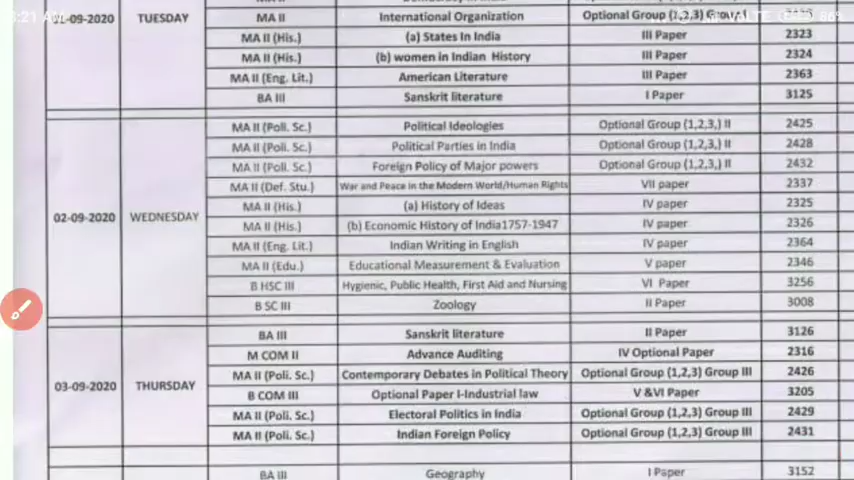 3:21 AM VOLTE 86%
01-09-2020 TUESDAY
MA II International Organization Optional Group (1,2,3) Group I
MA II (His.) (a) States In India III Paper 2323
MA II (His.) (b) women in Indian History III Paper 2324
MA II (Eng. Lit.) American Literature III Paper 2363
BA III Sanskrit literature I Paper 3125
02-09-2020 WEDNESDAY
MA II (Poli. Sc.) Political Ideologies Optional Group (1,2,3,) II 2425
MA II (Poli. Sc.) Political Parties in India Optional Group (1,2,3,) II 2428
MA II (Poli. Sc.) Foreign Policy of Major powers Optional Group (1,2,3,) II 2432
MA II (Def. Stu.) War and Peace in the Modern World/Human Rights VII paper 2337
MA II (His.) (a) History of Ideas IV paper 2325
MA II (His.) (b) Economic History of India1757-1947 IV paper 2326
MA II (Eng. Lit.) Indian Writing in English IV paper 2364
MA II (Edu.) Educational Measurement & Evaluation V paper 2346
B HSC III Hygienic, Public Health, First Aid and Nursing VI Paper 3256
B SC III Zoology II Paper 3008
03-09-2020 THURSDAY
BA III Sanskrit literature II Paper 3126
M COM II Advance Auditing IV Optional Paper 2316
MA II (Poli. Sc.) Contemporary Debates in Political Theory Optional Group (1,2,3) Group III 2426
B COM III Optional Paper I-Industrial law V &VI Paper 3205
MA II (Poli. Sc.) Electoral Politics in India Optional Group (1,2,3) Group III 2429
MA II (Poli. Sc.) Indian Foreign Policy Optional Group (1,2,3) Group III 2431
BA III Geography I Paper 3152